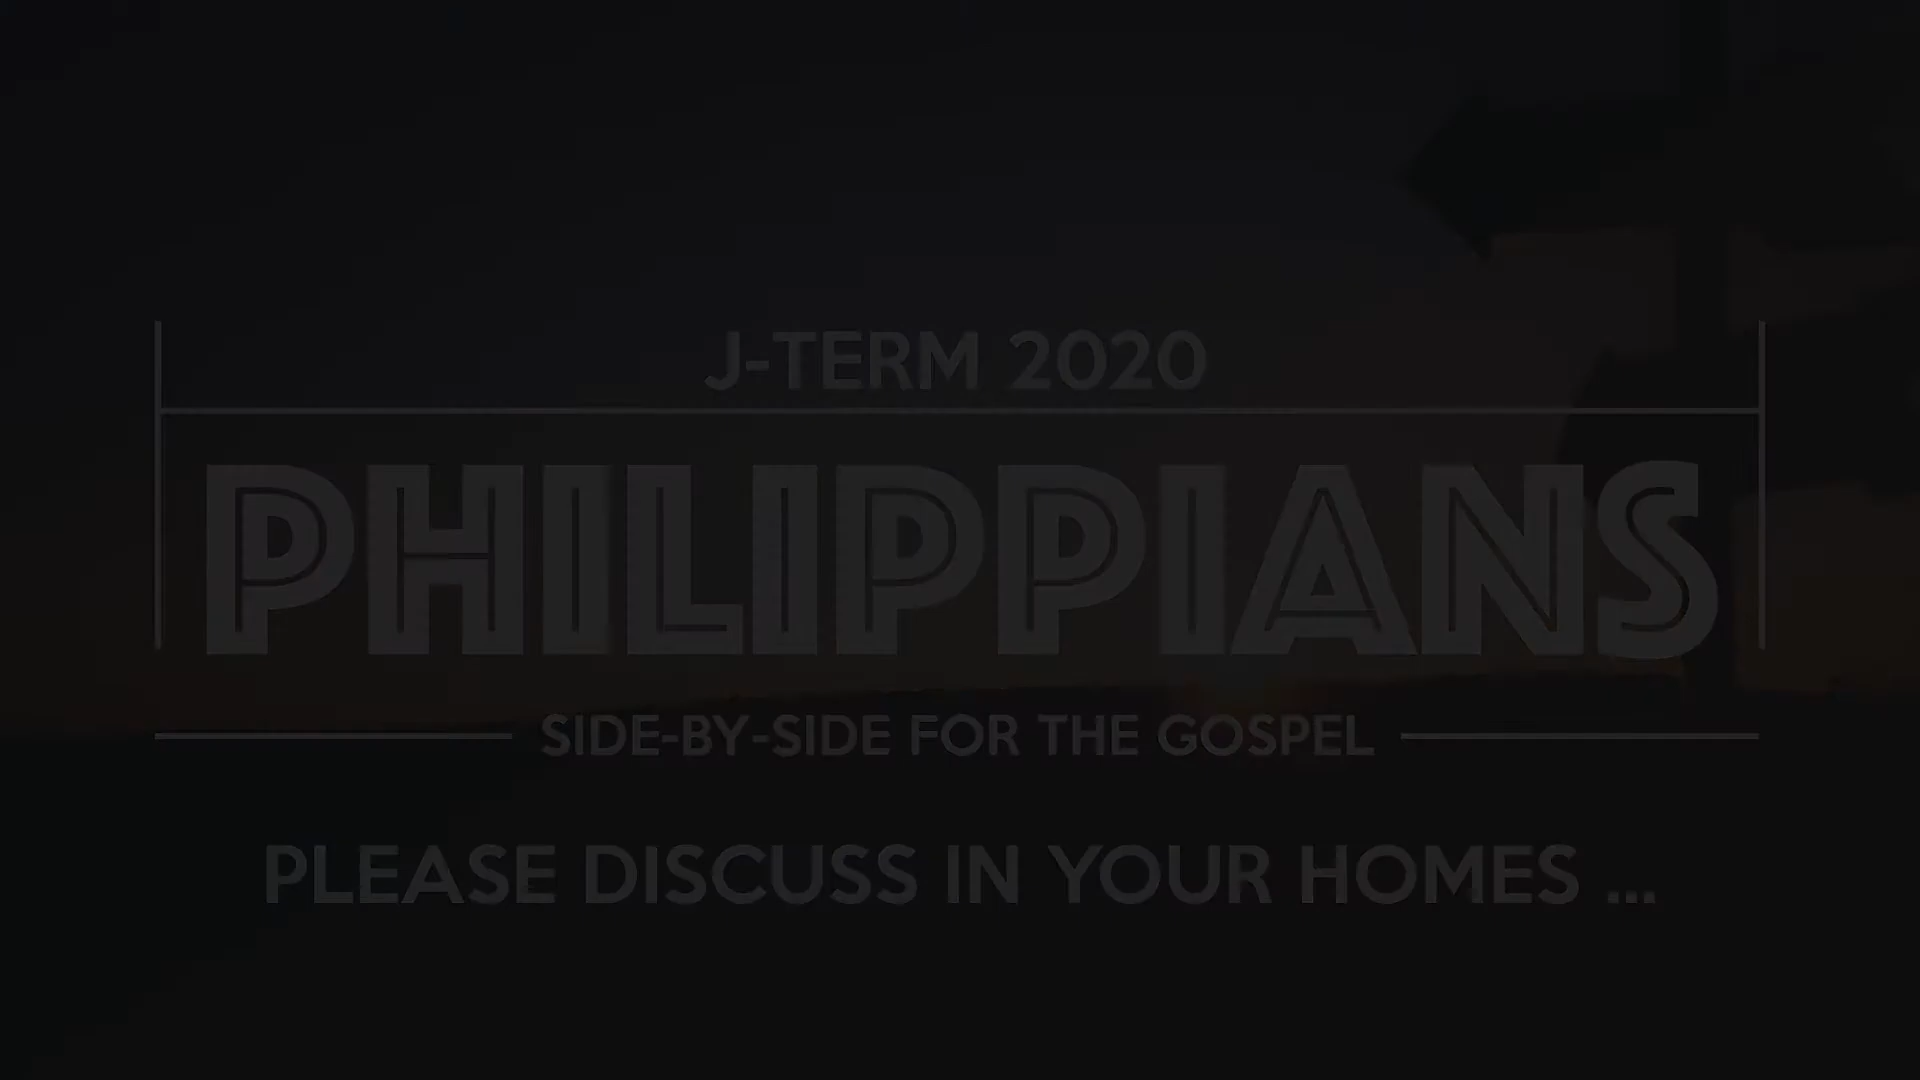 J-TERM 2020
PHILIPPIANS
SIDE-BY-SIDE FOR THE GOSPEL
PLEASE DISCUSS IN YOUR HOMES ...